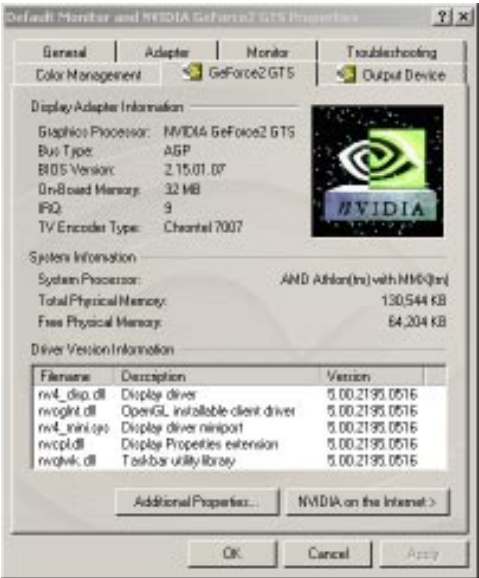 Default Monitor and NVIDIA GeForce2 GTS Properties
General
Adapter
Monitor
Troubleshooting
Color Management
GeForce2 GTS
Output Device
Display Adapter Information
Graphics Processor: NVIDIA GeForce2 GTS
Bus Type: AGP
BIOS Version: 2.15.01.07
On-Board Memory: 32 MB
IRQ: 9
TV Encoder Type: Chrontel 7007
nVIDIA
System Information
System Processor: AMD Athlon(tm) with MMX(tm)
Total Physical Memory: 130,544 KB
Free Physical Memory: 64,204 KB
Driver Version Information
Filename Description Version
nv4_disp.dll Display driver 5.00.2195.0516
nvoglnt.dll OpenGL installable client driver 5.00.2195.0516
nv4_mini.sys Display driver miniport 5.00.2195.0516
nvcpl.dll Display Properties extension 5.00.2195.0516
nvqtwk.dll Taskbar utility library 5.00.2195.0516
Additional Properties...
NVIDIA on the Internet >
OK
Cancel
Apply